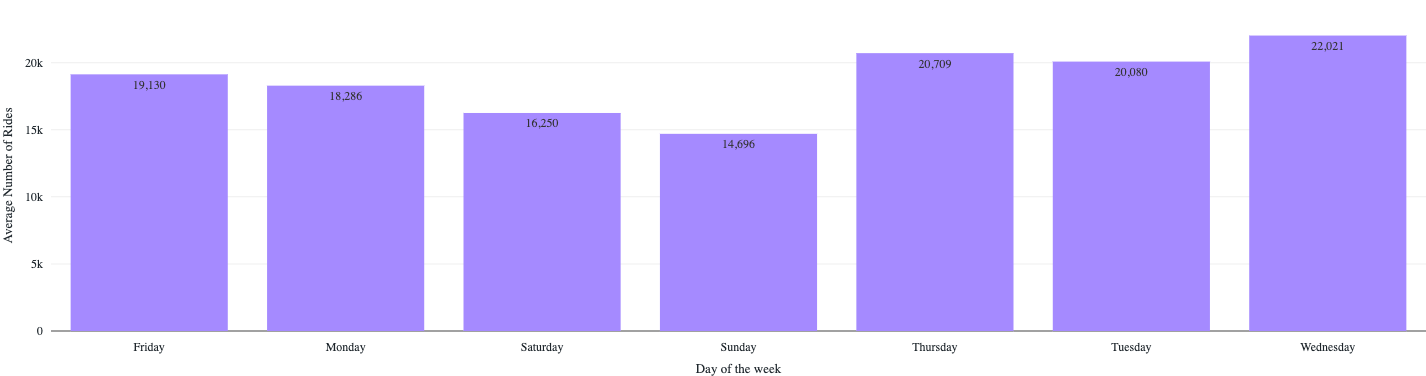 Average Number of Rides
20k
15k
10k
5k
0
19,130
18,286
16,250
14,696
20,709
20,080
22,021
Friday
Monday
Saturday
Sunday
Thursday
Tuesday
Wednesday
Day of the week